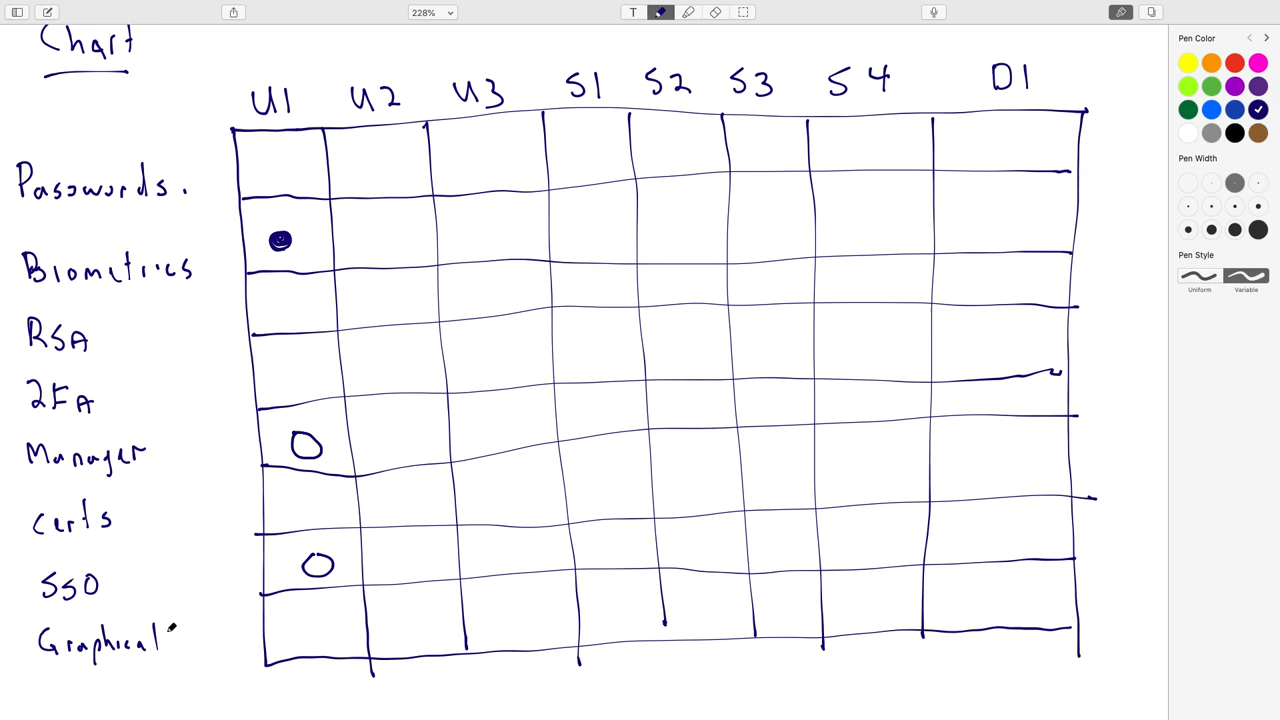 228%
T
Chart
U1 U2 U3 S1 S2 S3 S4 D1
Passwords.
Biometrics
RSA
2FA
Manager
Certs
SSO
Graphical
Pen Color
Pen Width
Pen Style
Uniform Variable